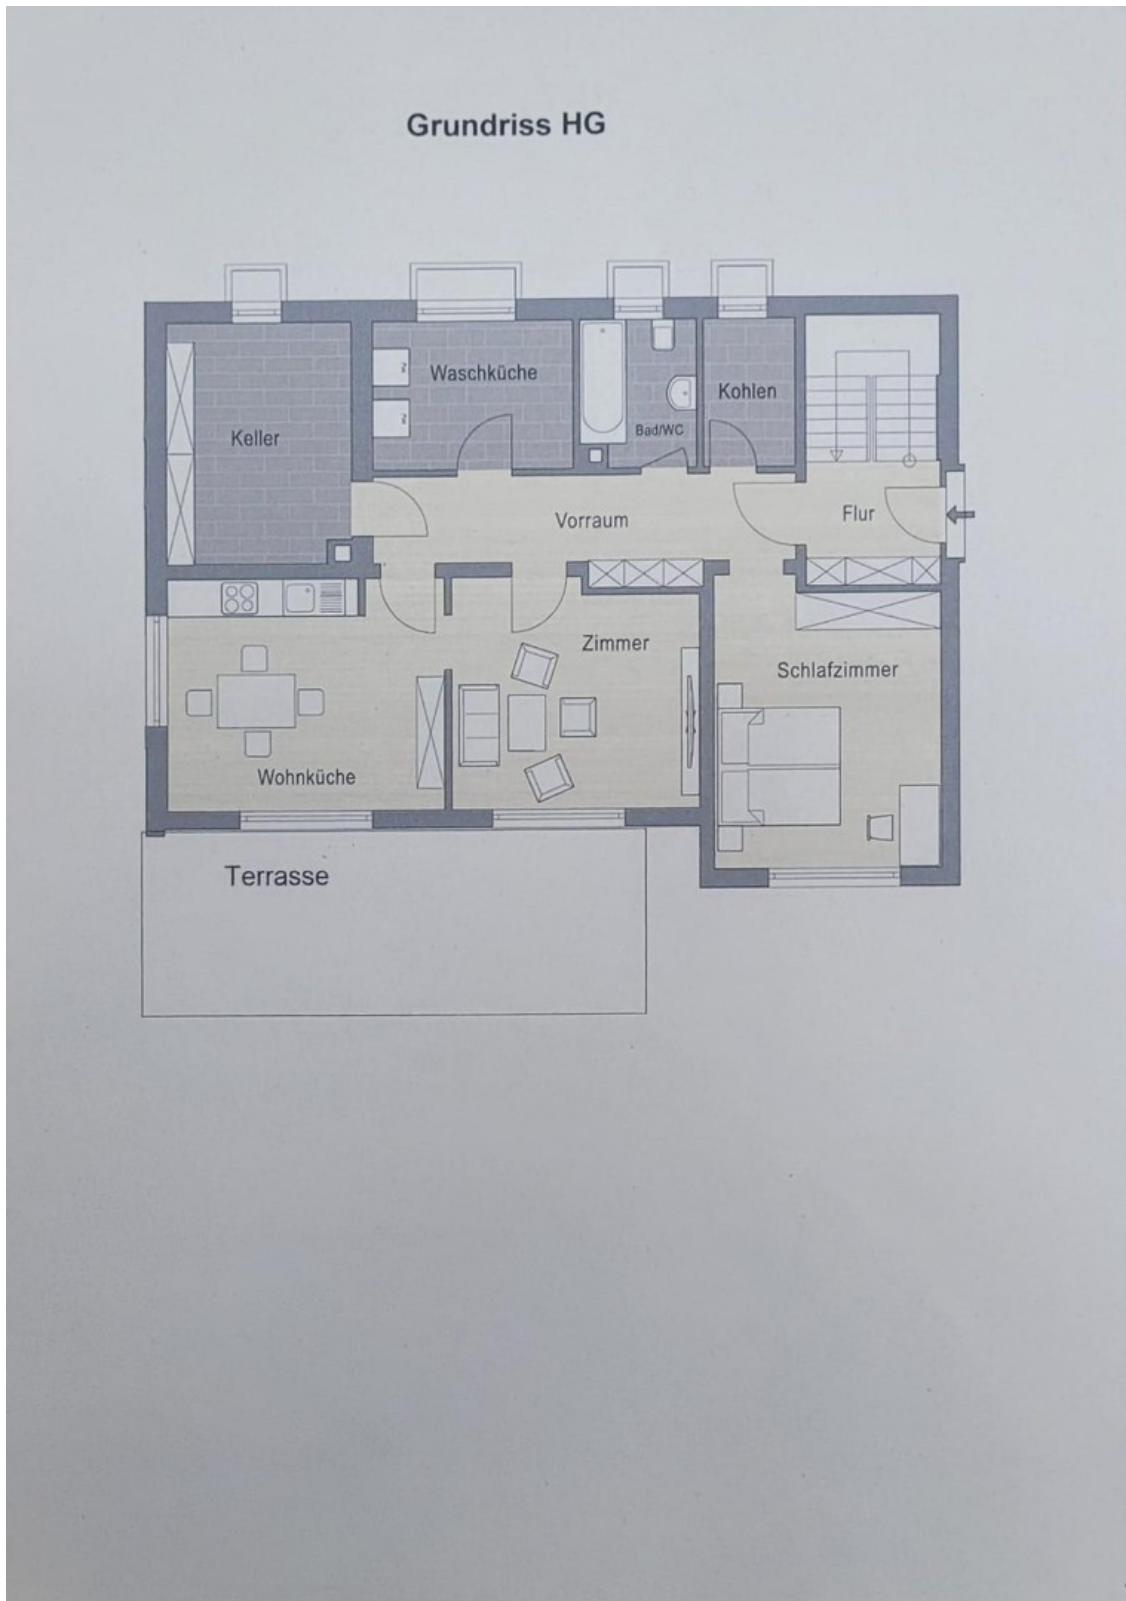 Grundriss HG
Waschküche
Kohlen
Keller
Bad/WC
Vorraum
Flur
Zimmer
Schlafzimmer
Wohnküche
Terrasse